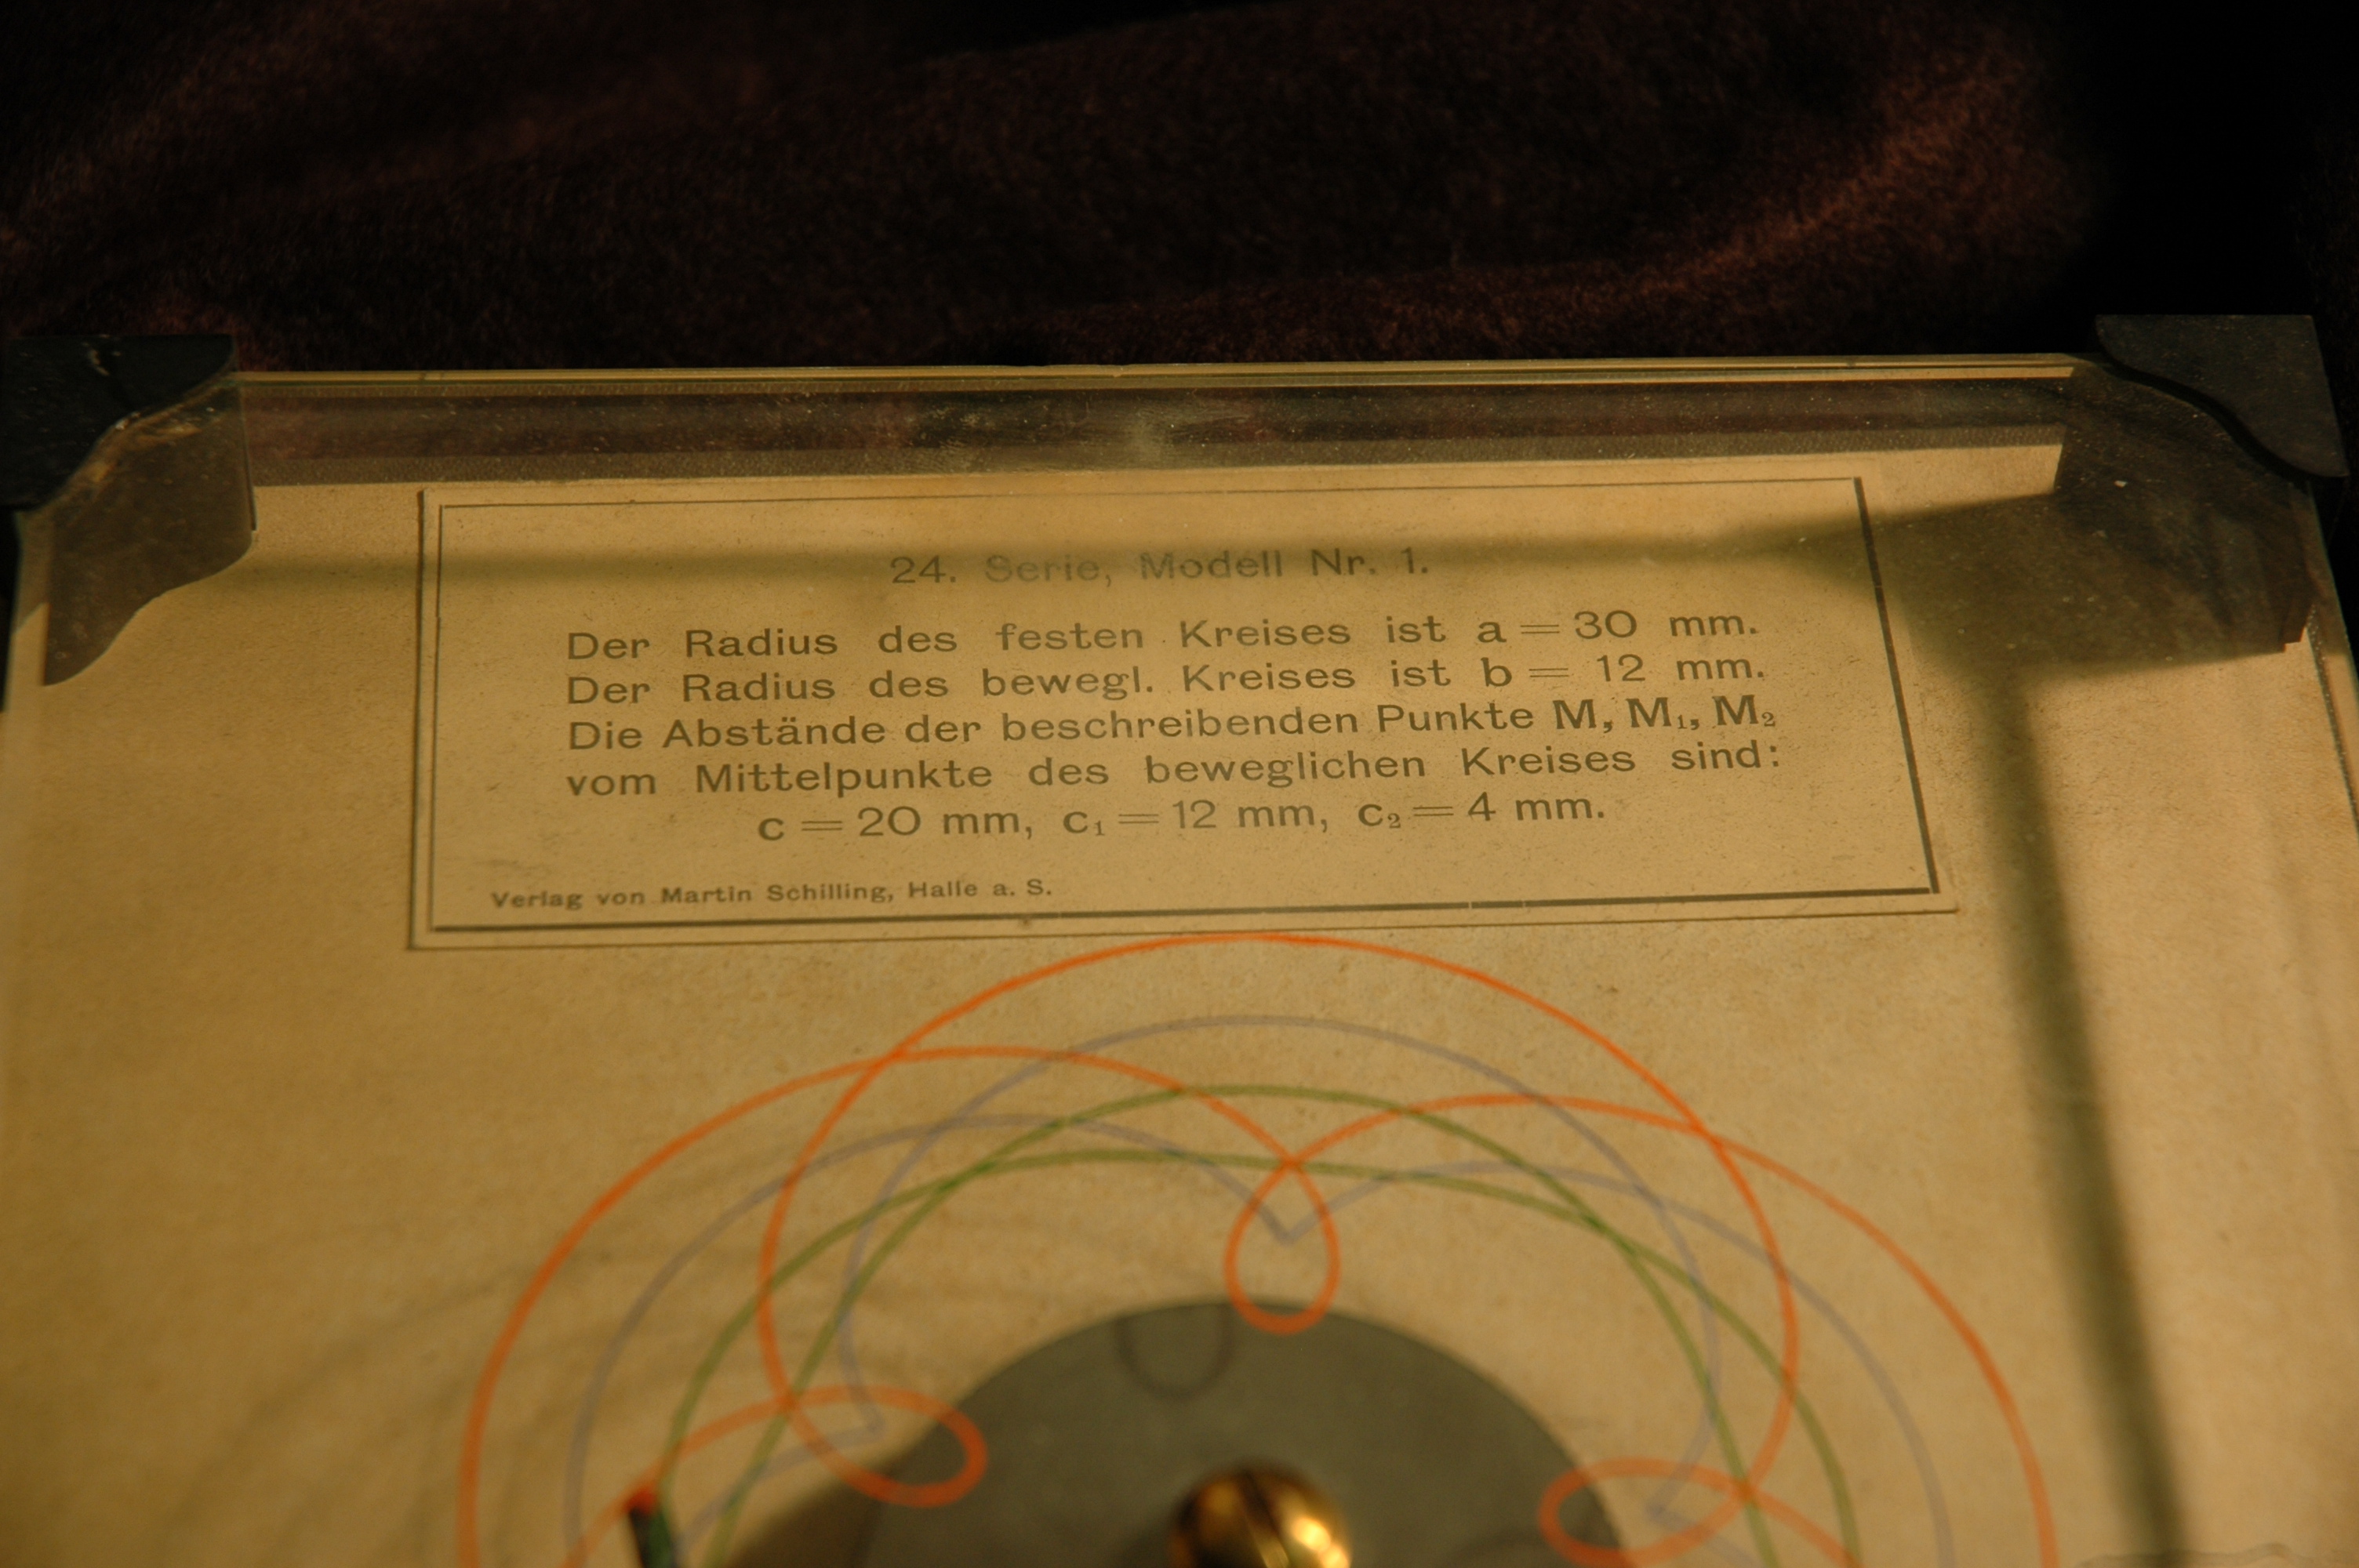 24. Serie, Modell Nr. 1.
Der Radius des festen Kreises ist a = 30 mm.
Der Radius des bewegl. Kreises ist b = 12 mm.
Die Abstände der beschreibenden Punkte M, M₁, M₂
vom Mittelpunkte des beweglichen Kreises sind:
c = 20 mm, c₁ = 12 mm, c₂ = 4 mm.
Verlag von Martin Schilling, Halle a. S.